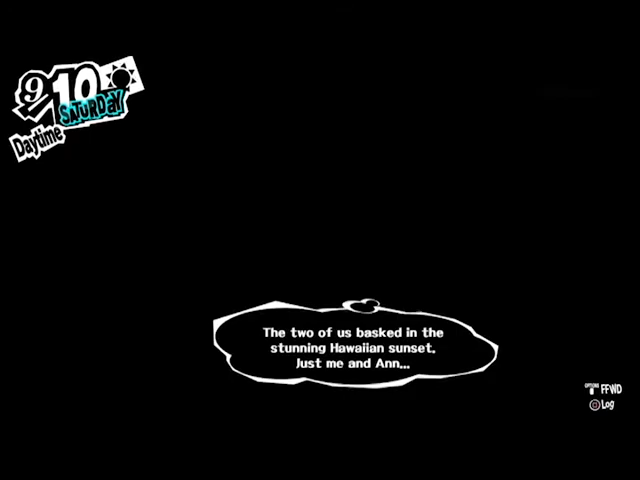 9/10
SATURDAY
Daytime
The two of us basked in the
stunning Hawaiian sunset.
Just me and Ann...
OPTIONS FFWD
Log